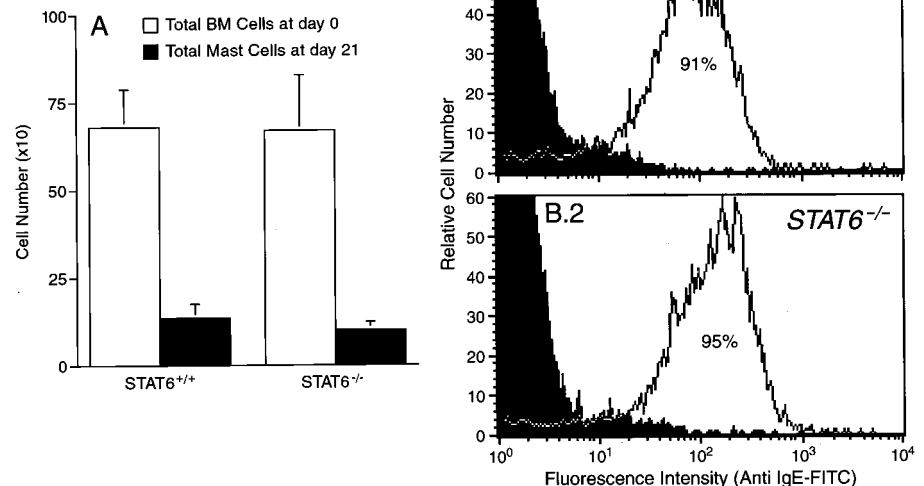 A
Total BM Cells at day 0
Total Mast Cells at day 21
100
75
50
25
0
Cell Number (x10)
STAT6+/+
STAT6-/-
Relative Cell Number
40
30
20
10
0
91%
B.2
STAT6-/-
60
50
40
30
20
10
0
95%
10⁰
10¹
10²
10³
10⁴
Fluorescence Intensity (Anti IgE-FITC)